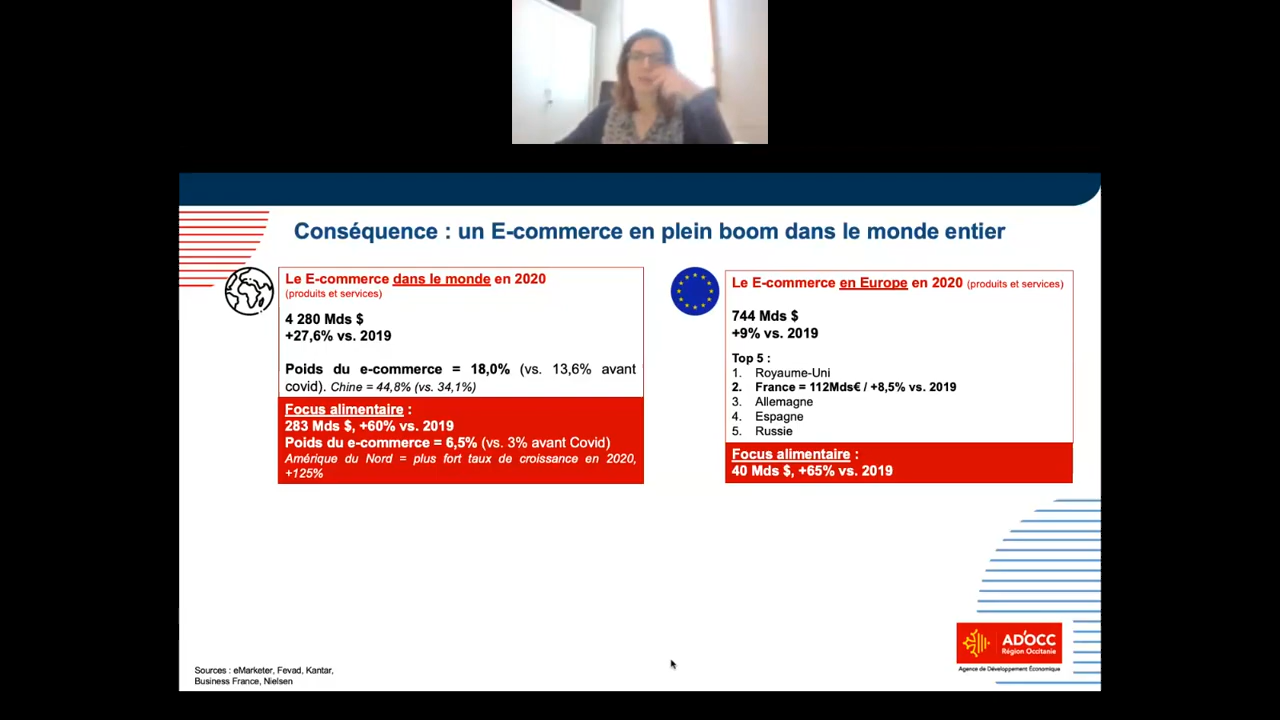 Conséquence : un E-commerce en plein boom dans le monde entier
Le E-commerce dans le monde en 2020
(produits et services)
4 280 Mds $
+27,6% vs. 2019
Poids du e-commerce = 18,0% (vs. 13,6% avant
covid). Chine = 44,8% (vs. 34,1%)
Focus alimentaire :
283 Mds $, +60% vs. 2019
Poids du e-commerce = 6,5% (vs. 3% avant Covid)
Amérique du Nord = plus fort taux de croissance en 2020,
+125%
Le E-commerce en Europe en 2020 (produits et services)
744 Mds $
+9% vs. 2019
Top 5 :
1. Royaume-Uni
2. France = 112Mds€ / +8,5% vs. 2019
3. Allemagne
4. Espagne
5. Russie
Focus alimentaire :
40 Mds $, +65% vs. 2019
Sources : eMarketer, Fevad, Kantar,
Business France, Nielsen
AD'OCC
Région Occitanie
Agence de Développement Économique